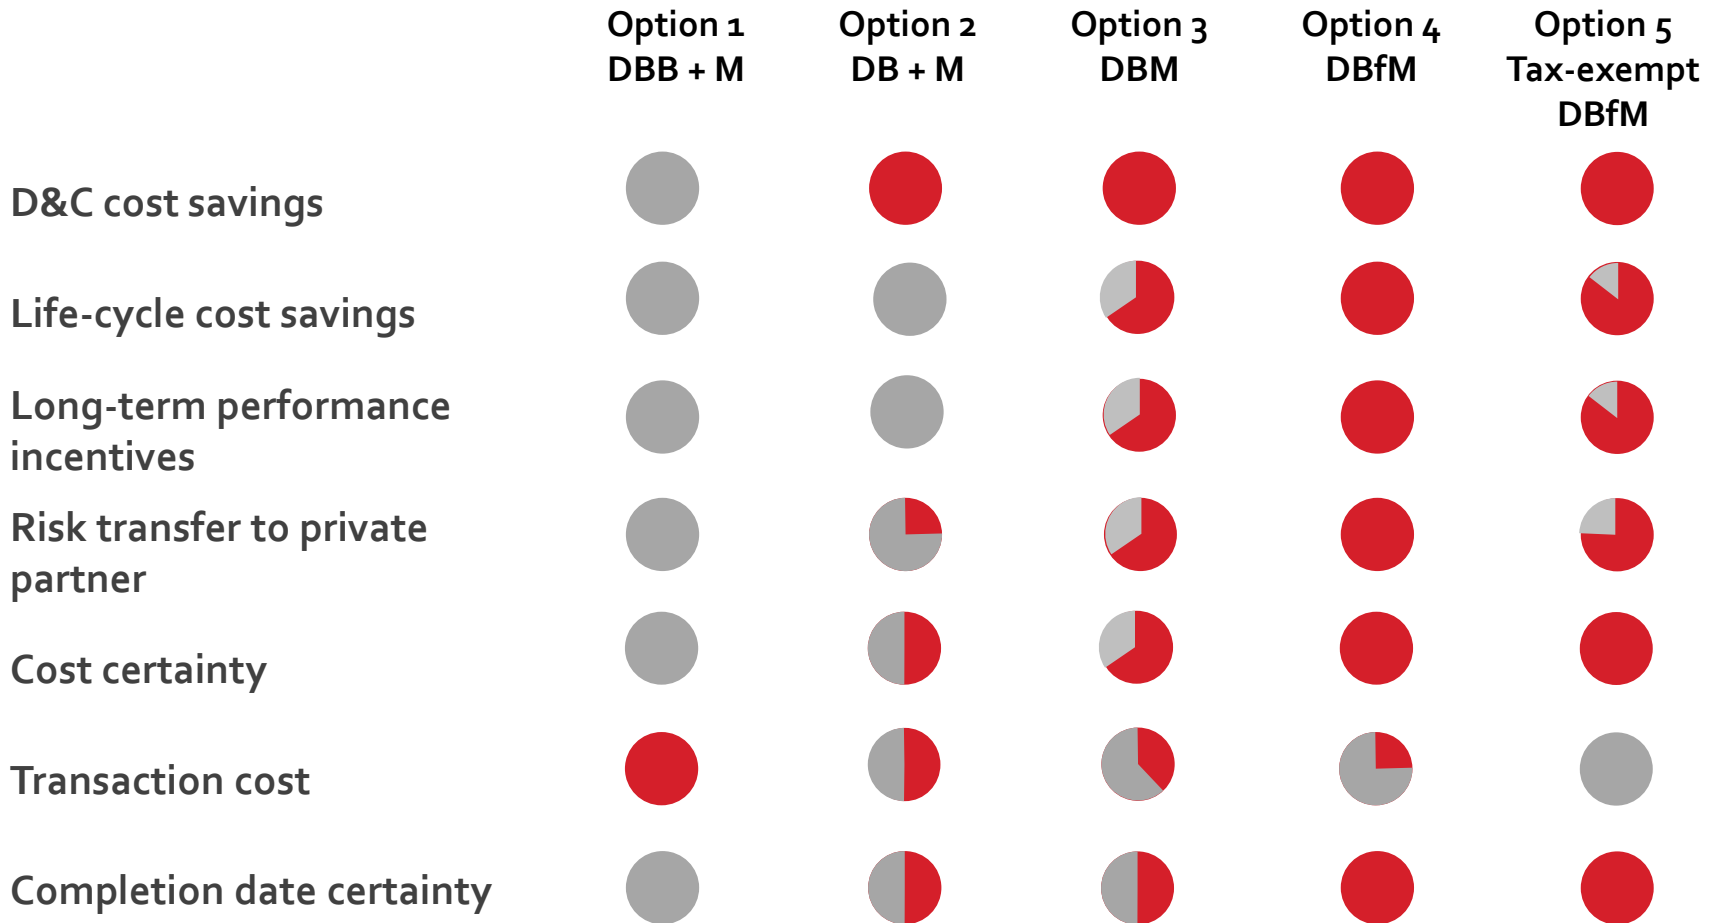 Option 1
DBB + M
Option 2
DB + M
Option 3
DBM
Option 4
DBfM
Option 5
Tax-exempt
DBfM
D&C cost savings
Life-cycle cost savings
Long-term performance
incentives
Risk transfer to private
partner
Cost certainty
Transaction cost
Completion date certainty